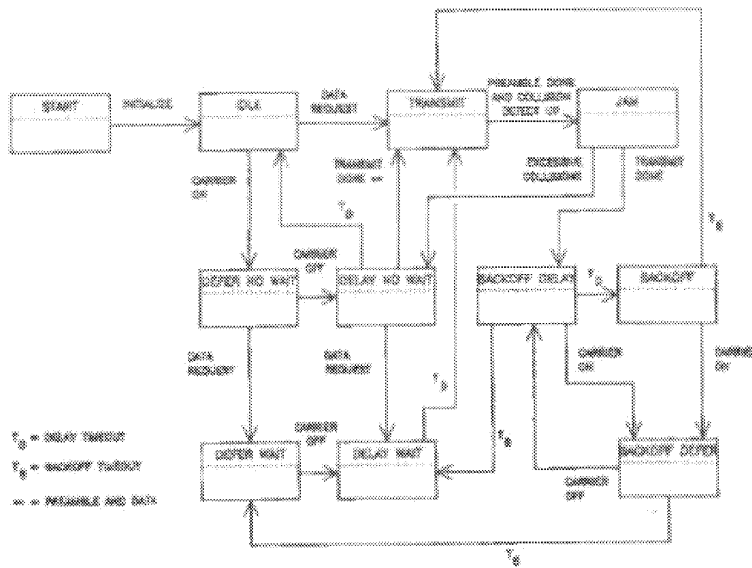 START
INITIALIZE
IDLE
DATA
REQUEST
TRANSMIT
PREAMBLE DONE
AND COLLISION
DETECT UP
JAM
CARRIER
ON
T D
TRANSMIT
DONE **
EXCESSIVE
COLLISIONS
TRANSMIT
DONE
T B
DEFER NO WAIT
CARRIER
OFF
DELAY NO WAIT
BACKOFF DELAY
T D
BACKOFF
DATA
REQUEST
DATA
REQUEST
T D
T B
CARRIER
ON
CARRIER
ON
DEFER WAIT
CARRIER
OFF
DELAY WAIT
CARRIER
OFF
BACKOFF DEFER
T D = DELAY TIMEOUT
T B = BACKOFF TIMEOUT
** = PREAMBLE AND DATA
T B